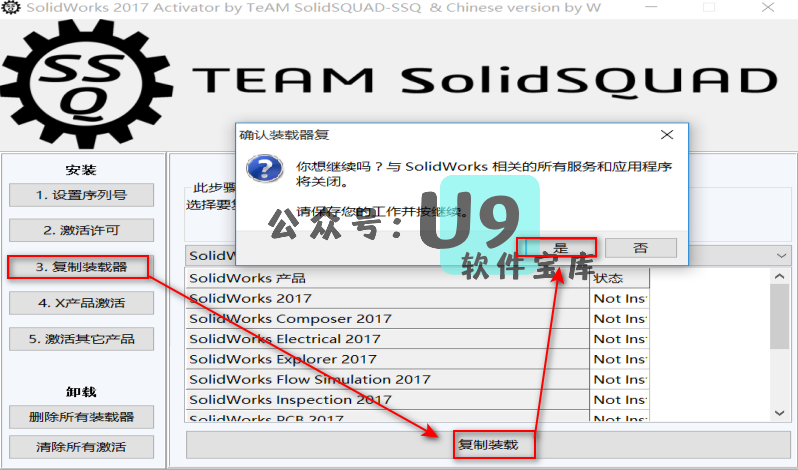 SolidWorks 2017 Activator by TeAM SolidSQUAD-SSQ & Chinese version by W
SSQ
TEAM SolidSQUAD
确认装载器复
你想继续吗？与 SolidWorks 相关的所有服务和应用程序
将关闭。
请保存您的工作并按继续。
是
否
公众号：U9
软件宝库
安装
1. 设置序列号
2. 激活许可
3. 复制装载器
4. X产品激活
5. 激活其它产品
卸载
删除所有装载器
清除所有激活
此步骤
选择要
SolidW
SolidWorks 产品
状态
SolidWorks 2017
Not Ins
SolidWorks Composer 2017
Not Ins
SolidWorks Electrical 2017
Not Ins
SolidWorks Explorer 2017
Not Ins
SolidWorks Flow Simulation 2017
Not Ins
SolidWorks Inspection 2017
Not Ins
SolidWorks PCB 2017
Not Ins
复制装载